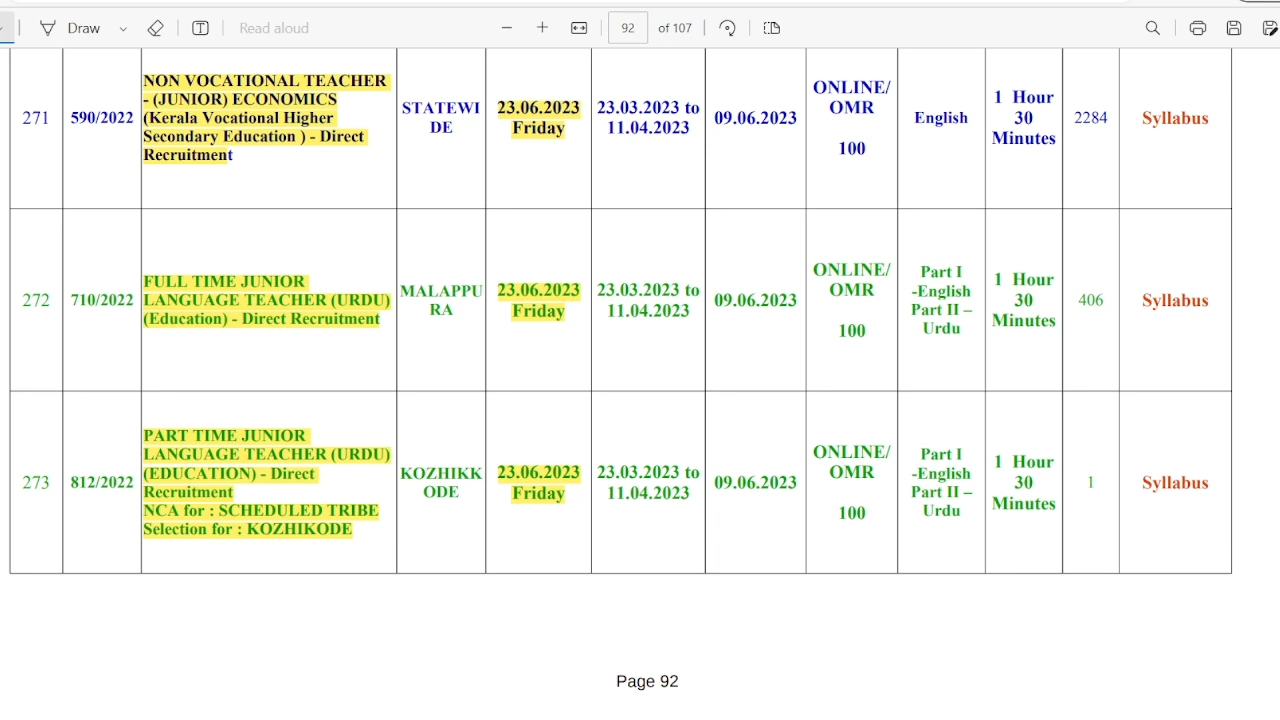 Draw
Read aloud
92
of 107
271
590/2022
NON VOCATIONAL TEACHER
- (JUNIOR) ECONOMICS
(Kerala Vocational Higher
Secondary Education ) - Direct
Recruitment
STATEWI
DE
23.06.2023
Friday
23.03.2023 to
11.04.2023
09.06.2023
ONLINE/
OMR
100
English
1 Hour
30
Minutes
2284
Syllabus
272
710/2022
FULL TIME JUNIOR
LANGUAGE TEACHER (URDU)
(Education) - Direct Recruitment
MALAPPU
RA
23.06.2023
Friday
23.03.2023 to
11.04.2023
09.06.2023
ONLINE/
OMR
100
Part I
-English
Part II –
Urdu
1 Hour
30
Minutes
406
Syllabus
273
812/2022
PART TIME JUNIOR
LANGUAGE TEACHER (URDU)
(EDUCATION) - Direct
Recruitment
NCA for : SCHEDULED TRIBE
Selection for : KOZHIKODE
KOZHIKK
ODE
23.06.2023
Friday
23.03.2023 to
11.04.2023
09.06.2023
ONLINE/
OMR
100
Part I
-English
Part II –
Urdu
1 Hour
30
Minutes
1
Syllabus
Page 92